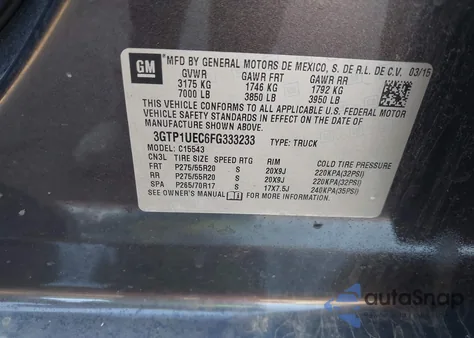 GM
MFD BY GENERAL MOTORS DE MEXICO, S. DE R.L. DE C.V. 03/15
GVWR GAWR FRT GAWR RR
3175 KG 1746 KG 1792 KG
7000 LB 3850 LB 3950 LB
THIS VEHICLE CONFORMS TO ALL APPLICABLE U.S. FEDERAL MOTOR
VEHICLE SAFETY AND THEFT PREVENTION STANDARDS IN EFFECT ON
THE DATE OF MANUFACTURE SHOWN ABOVE.
3GTP1UEC6FG333233 TYPE: TRUCK
MODEL: C15543
CN3L TIRE SIZE SPEED RTG RIM COLD TIRE PRESSURE
FRT P275/55R20 S 20X9J 220KPA(32PSI)
RR P275/55R20 S 20X9J 220KPA(32PSI)
SPA P265/70R17 S 17X7.5J 240KPA(35PSI)
SEE OWNER'S MANUAL FOR MORE INFORMATION.
autoSnap